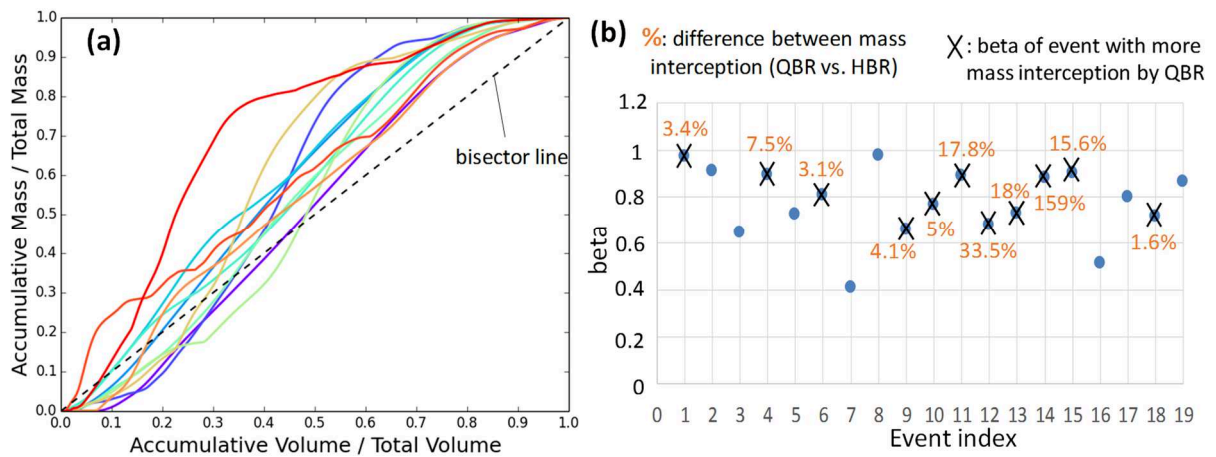 (a)
Accumulative Mass / Total Mass
1.0
0.9
0.8
0.7
0.6
0.5
0.4
0.3
0.2
0.1
0.0
bisector line
0.0 0.1 0.2 0.3 0.4 0.5 0.6 0.7 0.8 0.9 1.0
Accumulative Volume / Total Volume
(b)
%: difference between mass
interception (QBR vs. HBR)
X: beta of event with more
mass interception by QBR
beta
1.2
1
0.8
0.6
0.4
0.2
0
3.4%
7.5%
3.1%
4.1%
5%
17.8%
33.5%
18%
159%
15.6%
1.6%
0 1 2 3 4 5 6 7 8 9 10 11 12 13 14 15 16 17 18 19
Event index